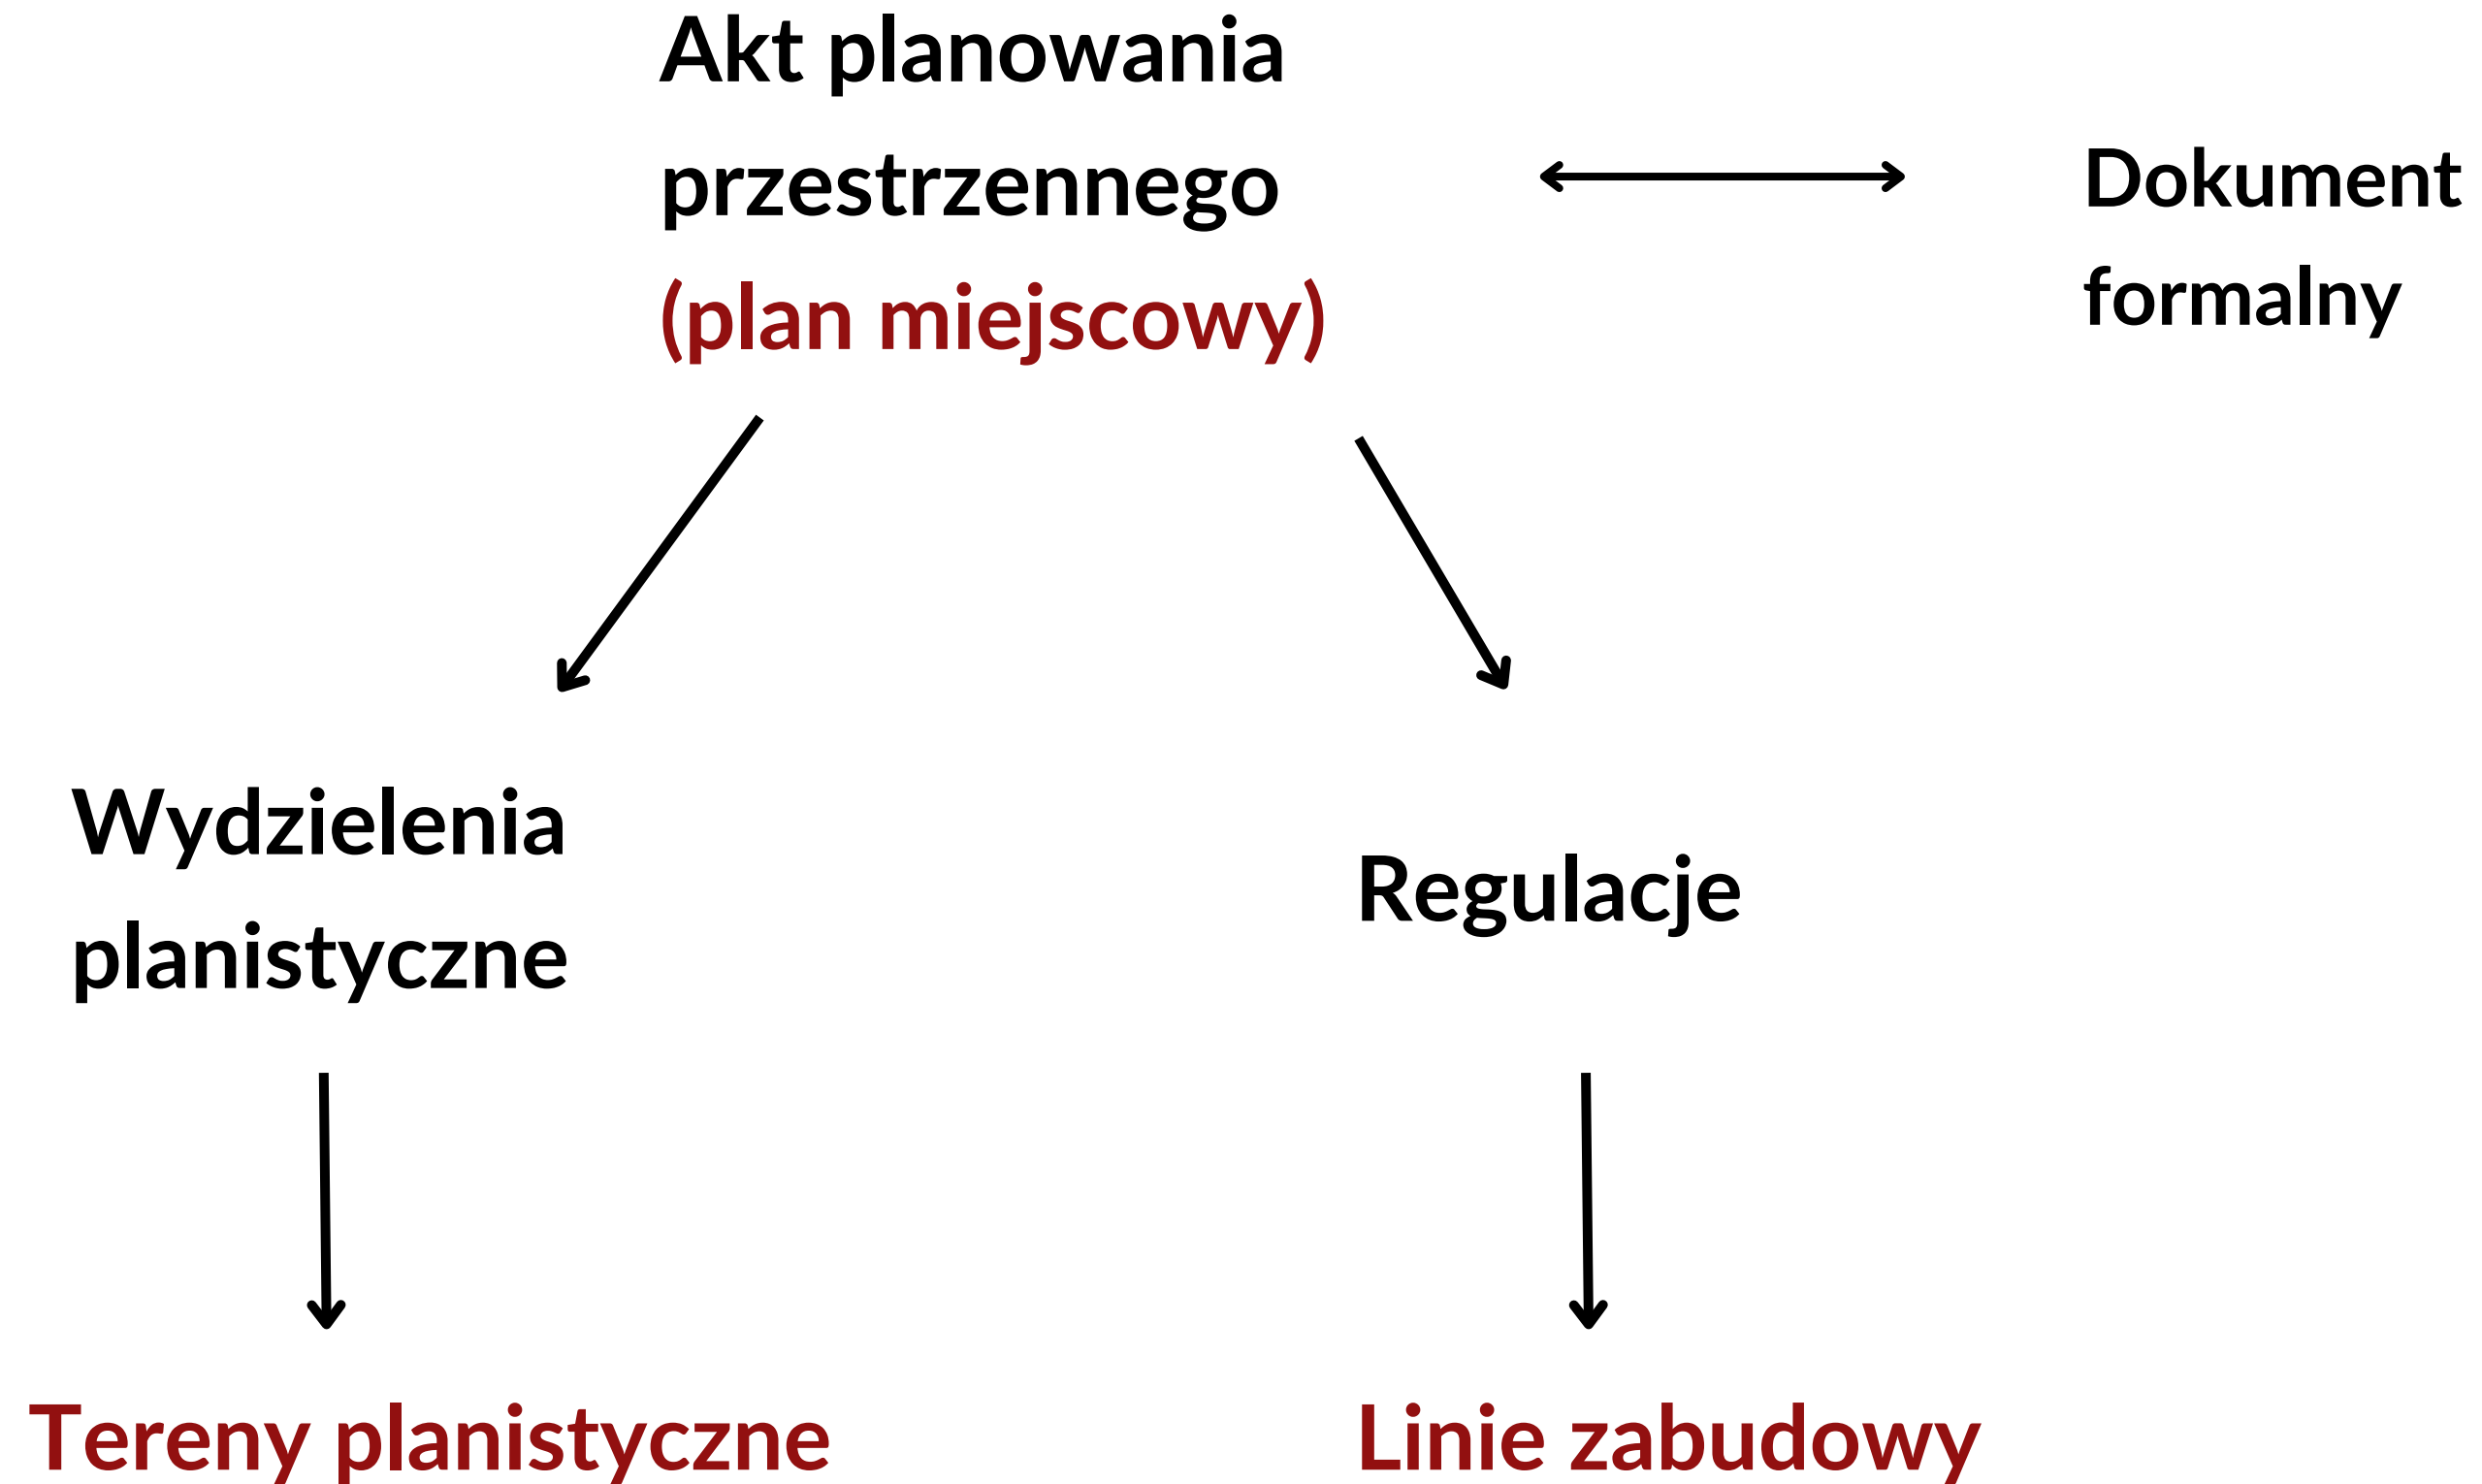 Akt planowania
przestrzennego
(plan miejscowy)
Dokument
formalny
Wydzielenia
planistyczne
Regulacje
Tereny planistyczne
Linie zabudowy